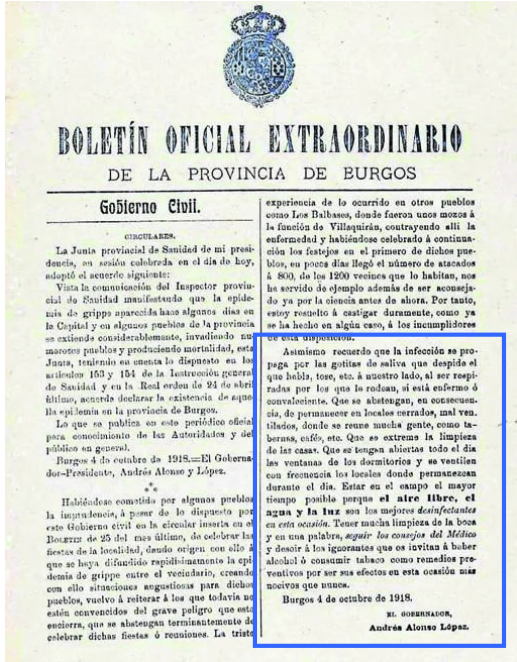 BOLETÍN OFICIAL EXTRAORDINARIO
DE LA PROVINCIA DE BURGOS
Gobierno Civil.
CIRCULARES.
La Junta provincial de Sanidad de mi presi-
dencia, en sesión celebrada en el día de hoy,
adoptó el acuerdo siguiente:
Vista la comunicación del Inspector provin-
cial de Sanidad manifestando que la epide-
mia de grippe aparecida hace algunos días en
la Capital y en algunos pueblos de la provincia
se extiende considerablemente, invadiendo nu-
merosos pueblos y produciendo mortalidad, esta
Junta, teniendo en cuenta lo dispuesto en los
artículos 153 y 154 de la Instrucción general
de Sanidad y en la Real orden de 24 de abril
último, acuerda declarar la existencia de aque-
lla epidemia en la provincia de Burgos.
Lo que se publica en este periódico oficial
para conocimiento de las Autoridades y del
público en general.
Burgos 4 de octubre de 1918.=El Goberna-
dor-Presidente, Andrés Alonso y López.
Habiéndose cometido por algunos pueblos
la imprudencia, á pesar de lo dispuesto por
este Gobierno civil en la circular inserta en el
BOLETIN de 25 del mes último, de celebrar las
fiestas de la localidad, dando origen con ello á
que se haya difundido rapidísimamente la epi-
demia de grippe entre el vecindario, creando
con ello situaciones angustiosas para dichos
pueblos, vuelvo á reiterar á los que todavía no
estén convencidos del grave peligro que esto
encierra, que se abstengan terminantemente de
celebrar dichas fiestas ó reuniones. La triste
experiencia de lo ocurrido en otros pueblos
como Los Balbases, donde fueron unos mozos á
la función de Villaquirán, contrayendo allí la
enfermedad y habiéndose celebrado á continua-
ción los festejos en el primero de dichos pue-
blos, en pocos días llegó el número de atacados
á 800, de los 1200 vecinos que lo habitan, nos
ha servido de ejemplo además de ser aconseja-
do ya por la ciencia antes de ahora. Por tanto,
estoy resuelto á castigar duramente, como ya
se ha hecho en algún caso, á los incumplidores
de esta disposición.
Asimismo recuerdo que la infección se pro-
paga por las gotitas de saliva que despide el
que habla, tose, etc. á nuestro lado, al ser respi-
radas por los que le rodean, si está enfermo ó
convaleciente. Que se abstengan, en consecuen-
cia, de permanecer en locales cerrados, mal ven-
tilados, donde se reune mucha gente, como ta-
bernas, cafés, etc. Que se extreme la limpieza
de las casas. Que se tengan abiertas todo el día
las ventanas de los dormitorios y se ventilen
con frecuencia los locales donde permanezcan
durante el día. Estar en el campo el mayor
tiempo posible porque el aire libre, el
agua y la luz son los mejores desinfectantes
en esta ocasión. Tener mucha limpieza de la boca
y en una palabra, seguir los consejos del Médico
y desoir á los ignorantes que os invitan á beber
alcohol ó consumir tabaco como remedios pre-
ventivos por ser sus efectos en esta ocasión más
nocivos que nunca.
Burgos 4 de octubre de 1918.
EL GOBERNADOR,
Andrés Alonso López.